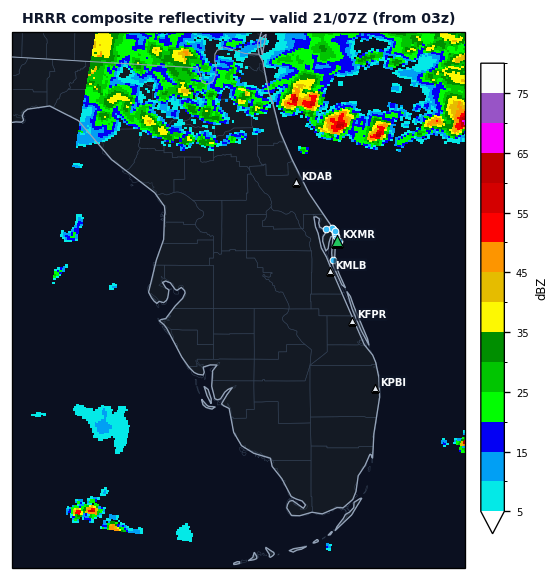 HRRR composite reflectivity — valid 21/07Z (from 03z)
KDAB
KXMR
KMLB
KFPR
KPBI
75
65
55
45
35
25
15
5
dBZ